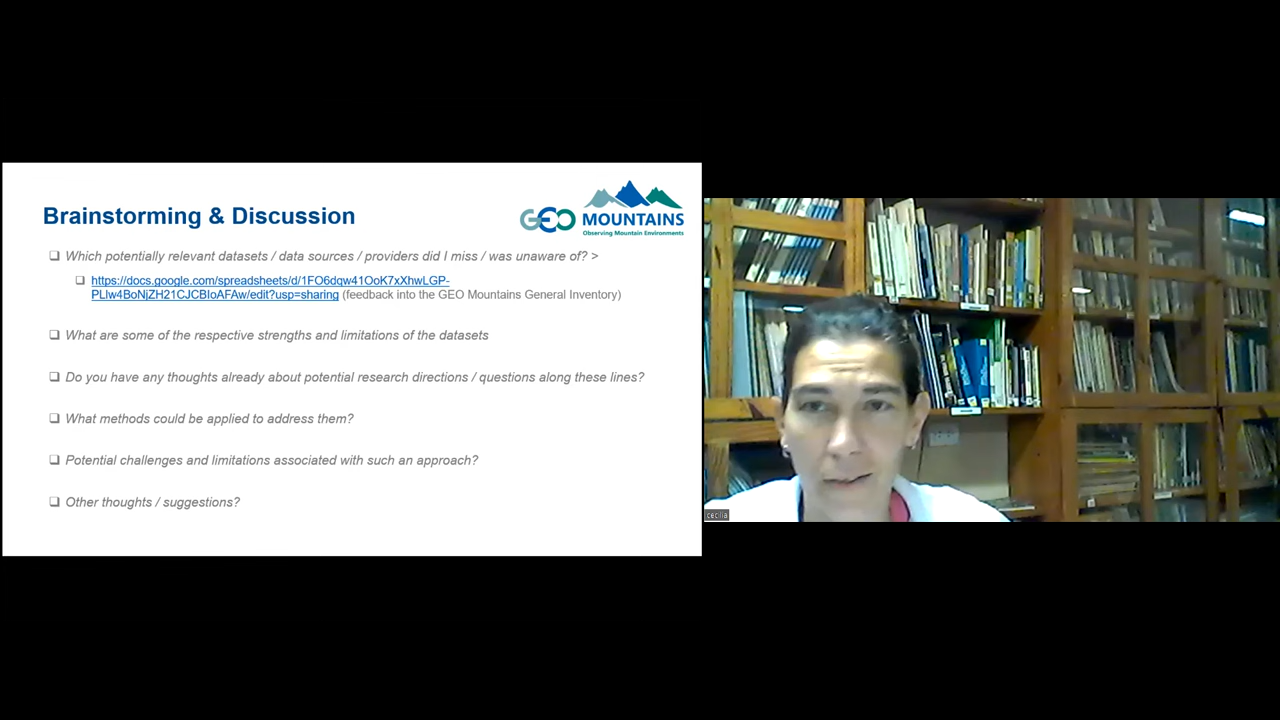 Brainstorming & Discussion
GEO MOUNTAINS
Observing Mountain Environments
Which potentially relevant datasets / data sources / providers did I miss / was unaware of? >
https://docs.google.com/spreadsheets/d/1FO6dqw41OoK7xXhwLGP-
PLlw4BoNjZH21CJCBIoAFAw/edit?usp=sharing (feedback into the GEO Mountains General Inventory)
What are some of the respective strengths and limitations of the datasets
Do you have any thoughts already about potential research directions / questions along these lines?
What methods could be applied to address them?
Potential challenges and limitations associated with such an approach?
Other thoughts / suggestions?
cecilia